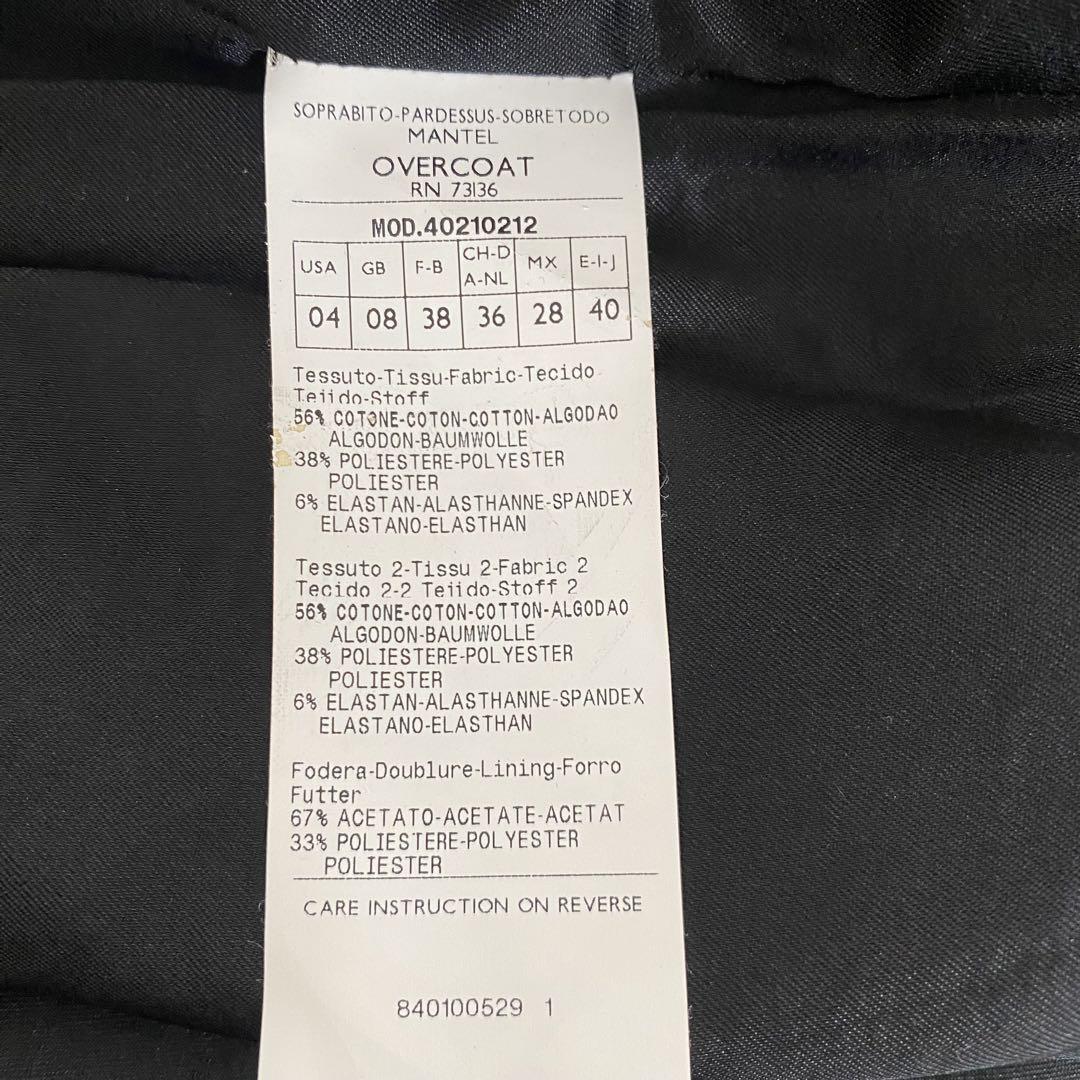 SOPRABITO-PARDESSUS-SOBRETODO
MANTEL
OVERCOAT
RN 73136
MOD.40210212
USA GB F-B CH-D A-NL MX E-I-J
04 08 38 36 28 40
Tessuto-Tissu-Fabric-Tecido
Tejido-Stoff
56% COTONE-COTON-COTTON-ALGODAO
ALGODON-BAUMWOLLE
38% POLIESTERE-POLYESTER
POLIESTER
6% ELASTAN-ALASTHANNE-SPANDEX
ELASTANO-ELASTHAN
Tessuto 2-Tissu 2-Fabric 2
Tecido 2-2 Tejido-Stoff 2
56% COTONE-COTON-COTTON-ALGODAO
ALGODON-BAUMWOLLE
38% POLIESTERE-POLYESTER
POLIESTER
6% ELASTAN-ALASTHANNE-SPANDEX
ELASTANO-ELASTHAN
Fodera-Doublure-Lining-Forro
Futter
67% ACETATO-ACETATE-ACETAT
33% POLIESTERE-POLYESTER
POLIESTER
CARE INSTRUCTION ON REVERSE
840100529 1